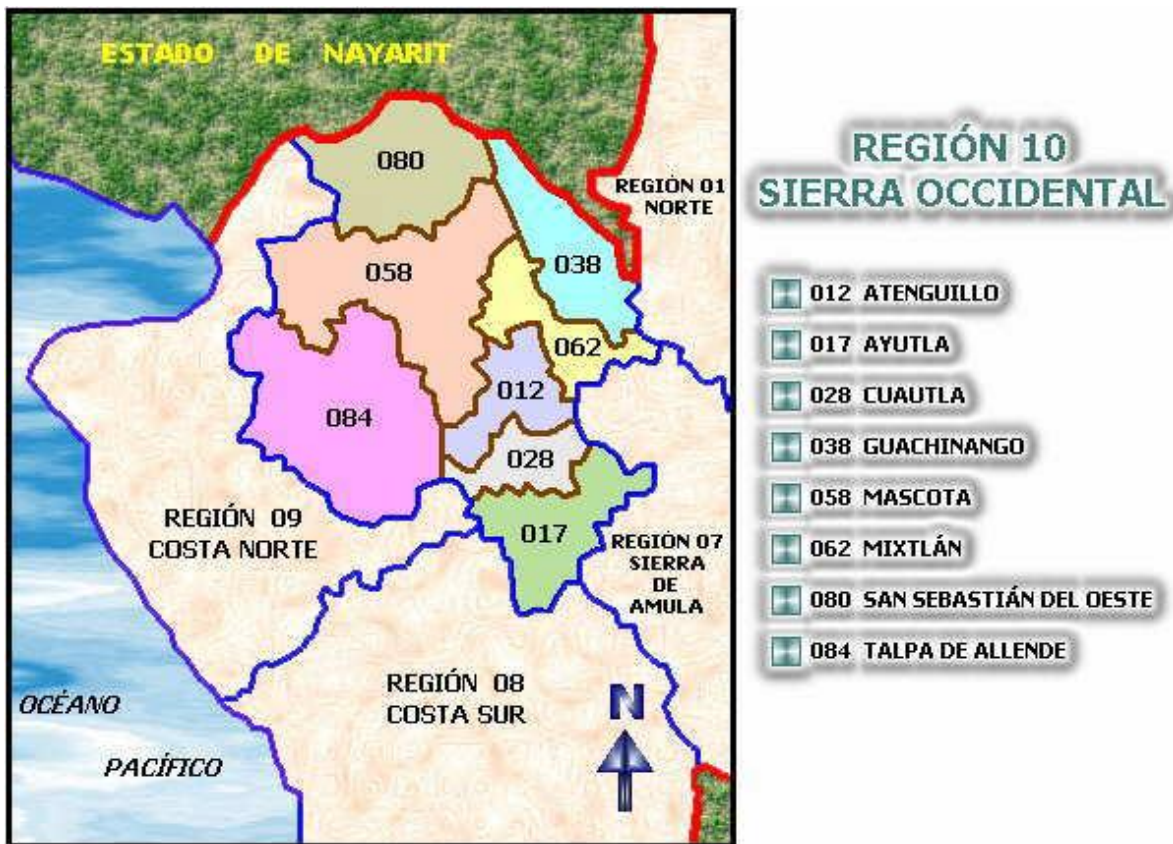 ESTADO DE NAYARIT
080
REGIÓN 01
NORTE
038
058
062
012
084
028
017
REGIÓN 09
COSTA NORTE
REGIÓN 07
SIERRA
DE
AMULA
REGIÓN 08
COSTA SUR
N
OCÉANO
PACÍFICO
REGIÓN 10
SIERRA OCCIDENTAL
012 ATENGUILLO
017 AYUTLA
028 CUAUTLA
038 GUACHINANGO
058 MASCOTA
062 MIXTLÁN
080 SAN SEBASTIÁN DEL OESTE
084 TALPA DE ALLENDE